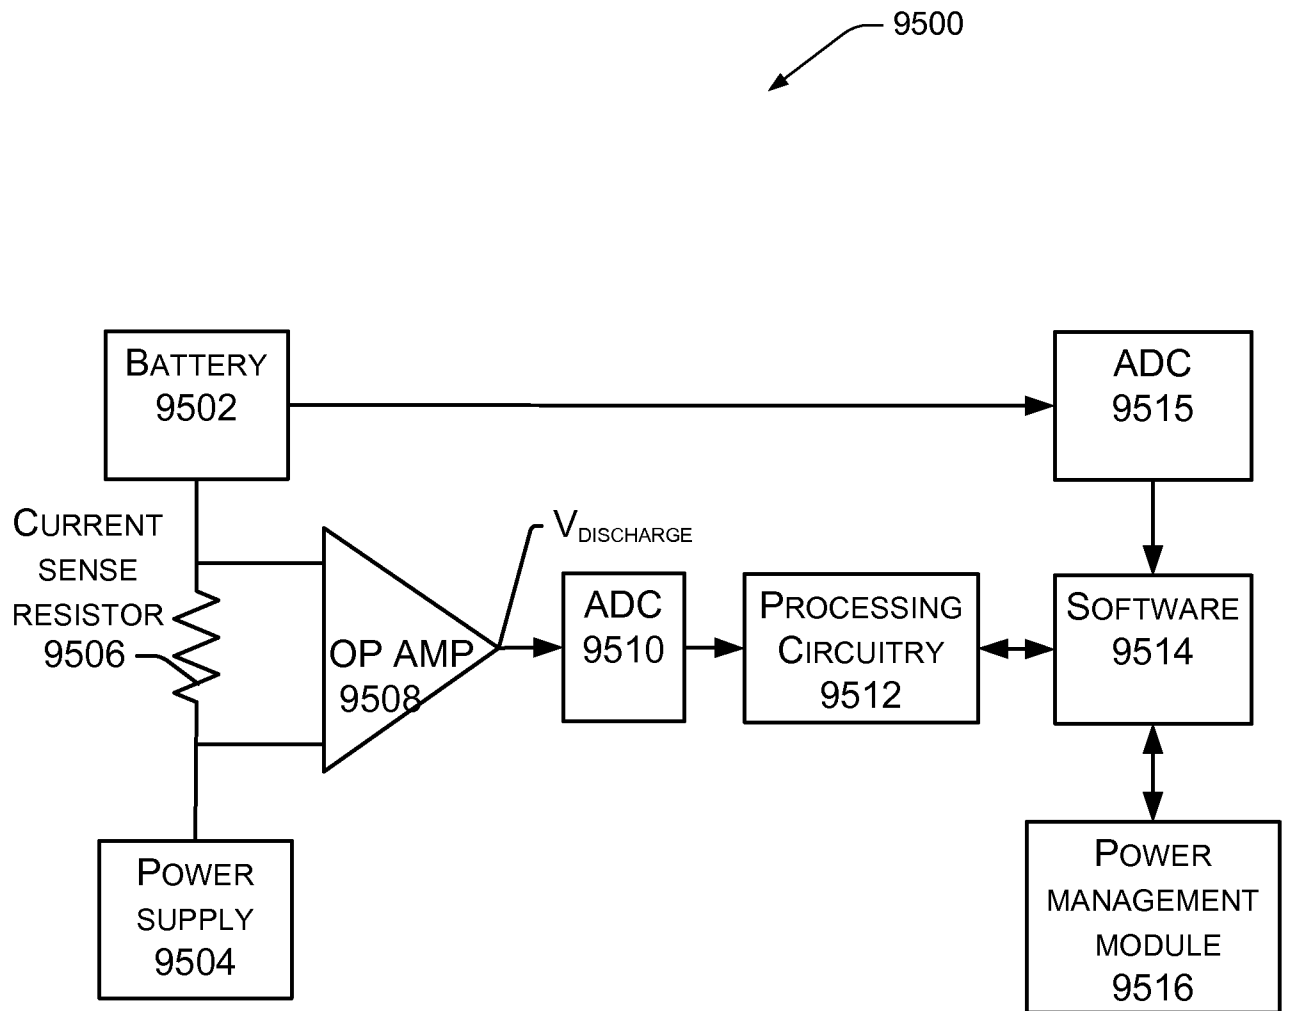 9500
BATTERY
9502
ADC
9515
CURRENT
SENSE
RESISTOR
9506
OP AMP
9508
VDISCHARGE
ADC
9510
PROCESSING
CIRCUITRY
9512
SOFTWARE
9514
POWER
SUPPLY
9504
POWER
MANAGEMENT
MODULE
9516